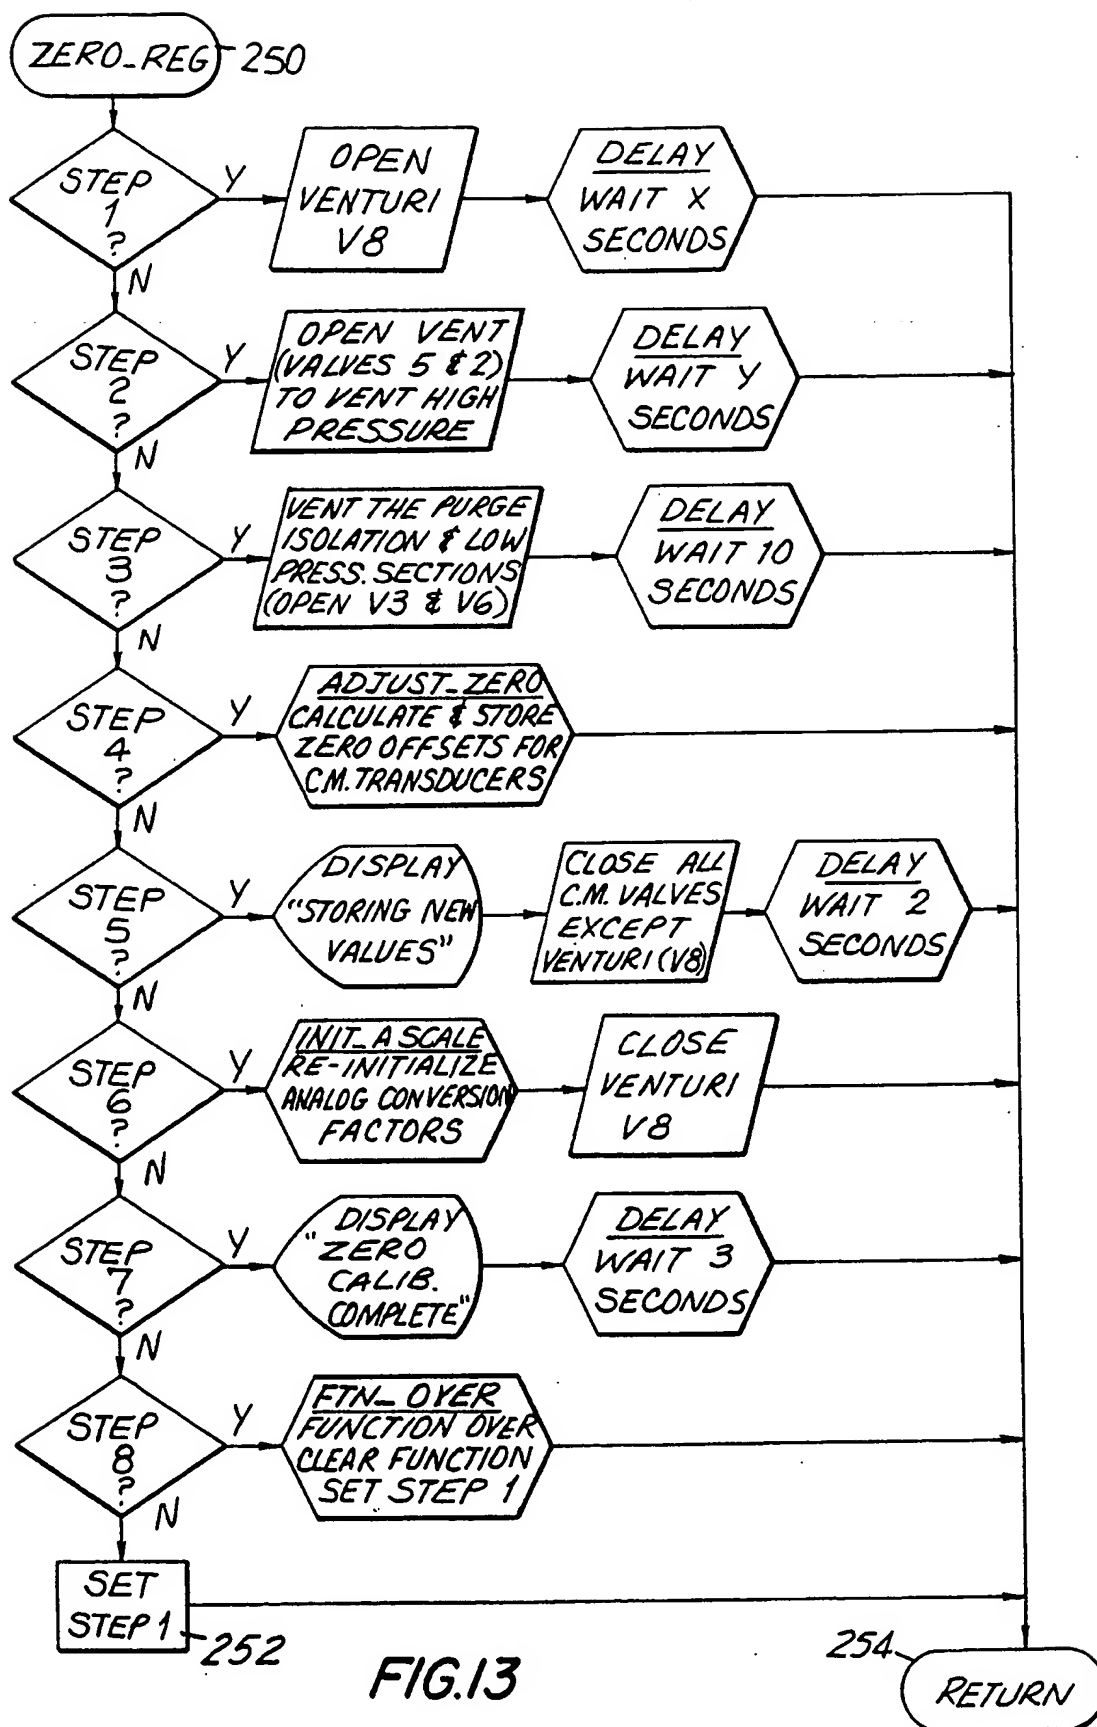 ZERO_REG
250
STEP
1
?
Y
N
OPEN
VENTURI
V8
DELAY
WAIT X
SECONDS
STEP
2
?
Y
N
OPEN VENT
(VALVES 5 & 2)
TO VENT HIGH
PRESSURE
DELAY
WAIT Y
SECONDS
STEP
3
?
Y
N
VENT THE PURGE
ISOLATION & LOW
PRESS. SECTIONS
(OPEN V3 & V6)
DELAY
WAIT 10
SECONDS
STEP
4
?
Y
N
ADJUST_ZERO
CALCULATE & STORE
ZERO OFFSETS FOR
C.M. TRANSDUCERS
STEP
5
?
Y
N
DISPLAY
"STORING NEW
VALUES"
CLOSE ALL
C.M. VALVES
EXCEPT
VENTURI (V8)
DELAY
WAIT 2
SECONDS
STEP
6
?
Y
N
INIT_A SCALE
RE-INITIALIZE
ANALOG CONVERSION
FACTORS
CLOSE
VENTURI
V8
STEP
7
?
Y
N
DISPLAY
"ZERO
CALIB.
COMPLETE"
DELAY
WAIT 3
SECONDS
STEP
8
?
Y
N
FTN_OVER
FUNCTION OVER
CLEAR FUNCTION
SET STEP 1
SET
STEP 1
252
254
RETURN
FIG.13